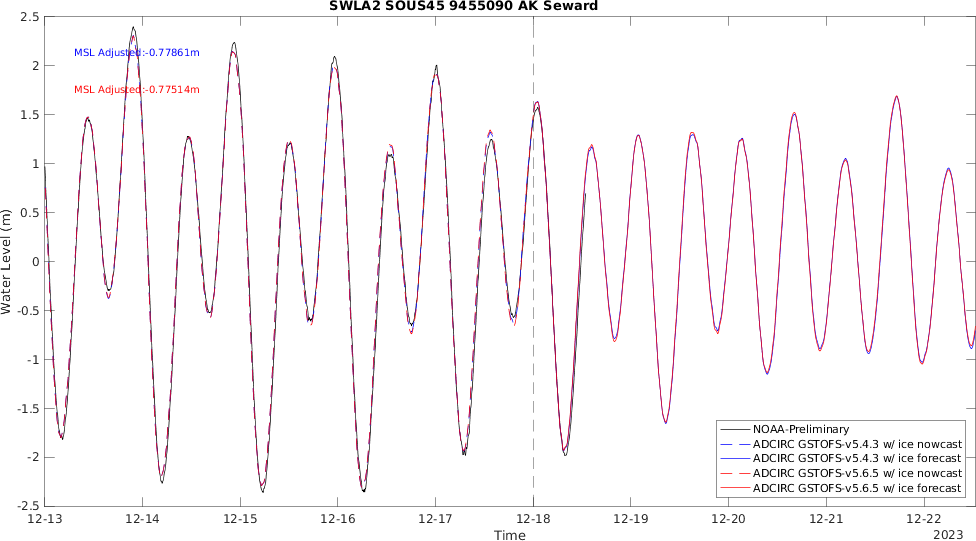 SWLA2 SOUS45 9455090 AK Seward
MSL Adjusted:-0.77861m
MSL Adjusted:-0.77514m
Water Level (m)
2.5
2
1.5
1
0.5
0
-0.5
-1
-1.5
-2
-2.5
NOAA-Preliminary
ADCIRC GSTOFS-v5.4.3 w/ ice nowcast
ADCIRC GSTOFS-v5.4.3 w/ ice forecast
ADCIRC GSTOFS-v5.6.5 w/ ice nowcast
ADCIRC GSTOFS-v5.6.5 w/ ice forecast
12-13 12-14 12-15 12-16 12-17 12-18 12-19 12-20 12-21 12-22
Time
2023